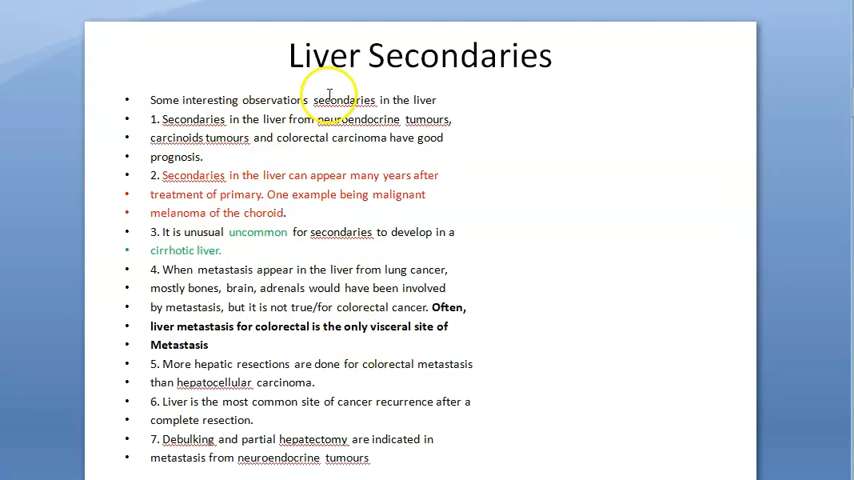 Liver Secondaries
• Some interesting observations secondaries in the liver
• 1. Secondaries in the liver from neuroendocrine tumours,
• carcinoids tumours and colorectal carcinoma have good
• prognosis.
• 2. Secondaries in the liver can appear many years after
• treatment of primary. One example being malignant
• melanoma of the choroid.
• 3. It is unusual uncommon for secondaries to develop in a
• cirrhotic liver.
• 4. When metastasis appear in the liver from lung cancer,
• mostly bones, brain, adrenals would have been involved
• by metastasis, but it is not true/for colorectal cancer. Often,
• liver metastasis for colorectal is the only visceral site of
• Metastasis
• 5. More hepatic resections are done for colorectal metastasis
• than hepatocellular carcinoma.
• 6. Liver is the most common site of cancer recurrence after a
• complete resection.
• 7. Debulking and partial hepatectomy are indicated in
• metastasis from neuroendocrine tumours